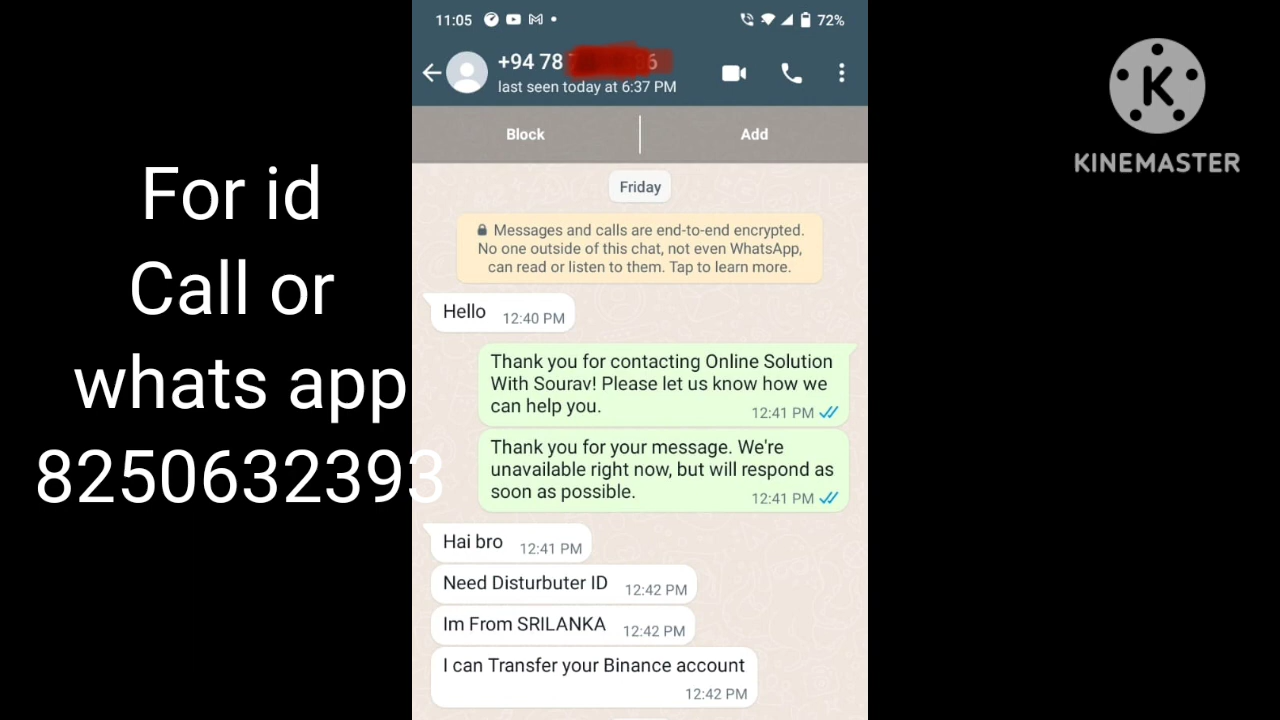 For id
Call or
whats app
8250632393
11:05
72%
+94 78
last seen today at 6:37 PM
Block
Add
Friday
Messages and calls are end-to-end encrypted.
No one outside of this chat, not even WhatsApp,
can read or listen to them. Tap to learn more.
Hello
12:40 PM
Thank you for contacting Online Solution
With Sourav! Please let us know how we
can help you.
12:41 PM
Thank you for your message. We're
unavailable right now, but will respond as
soon as possible.
12:41 PM
Hai bro
12:41 PM
Need Disturbuter ID
12:42 PM
Im From SRILANKA
12:42 PM
I can Transfer your Binance account
12:42 PM
K
KINEMASTER